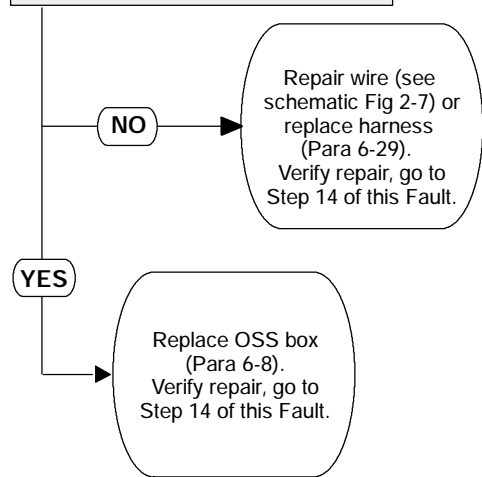 NO
Repair wire (see
schematic Fig 2-7) or
replace harness
(Para 6-29).
Verify repair, go to
Step 14 of this Fault.
YES
Replace OSS box
(Para 6-8).
Verify repair, go to
Step 14 of this Fault.